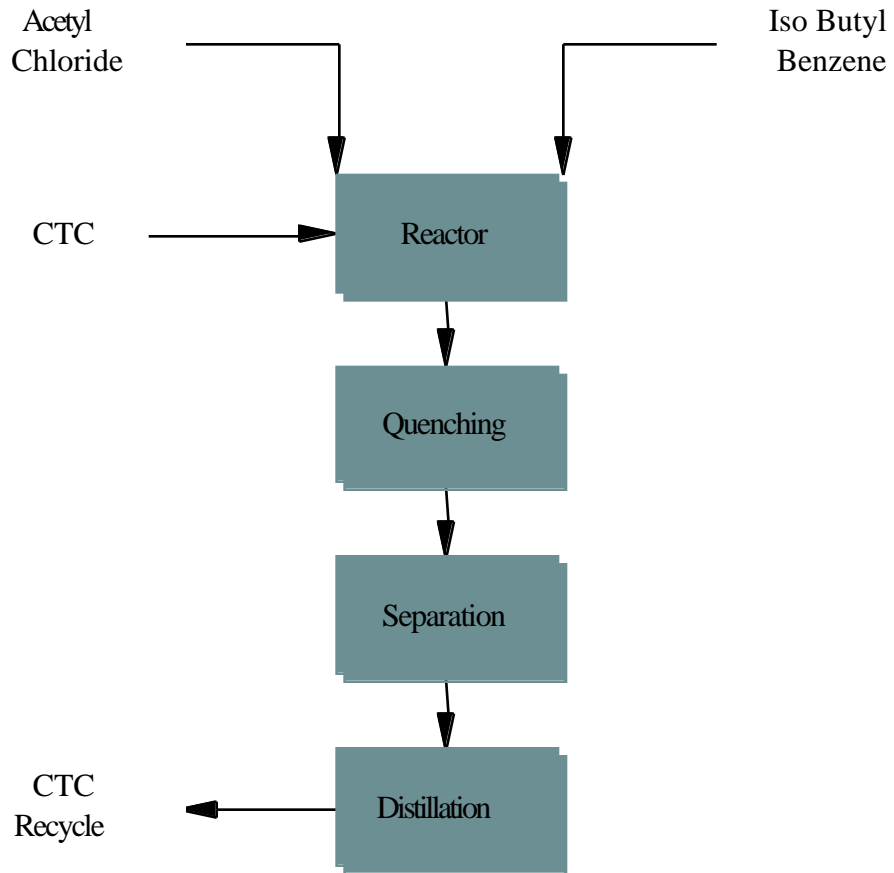 Acetyl
Chloride
Iso Butyl
Benzene
CTC
Reactor
Quenching
Separation
CTC
Recycle
Distillation